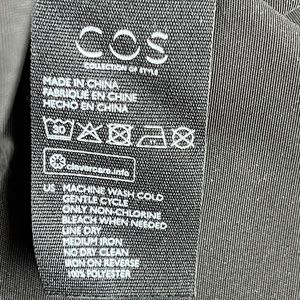 COS
COLLECTION OF STYLE
MADE IN CHINA
FABRIQUE EN CHINE
HECHO EN CHINA
30
clevercare.info
US MACHINE WASH COLD
GENTLE CYCLE
ONLY NON-CHLORINE
BLEACH WHEN NEEDED
LINE DRY
MEDIUM IRON
NO DRY CLEAN
IRON ON REVERSE
100% POLYESTER